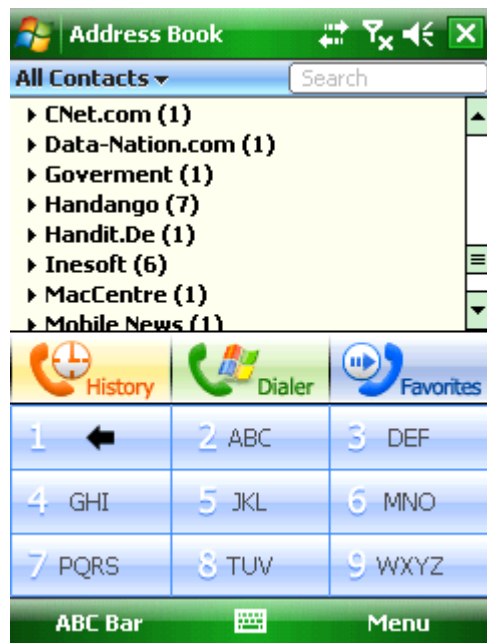 Address Book
All Contacts Search
CNet.com (1)
Data-Nation.com (1)
Goverment (1)
Handango (7)
Handit.De (1)
Inesoft (6)
MacCentre (1)
Mobile News (1)
History Dialer Favorites
1 2 ABC 3 DEF
4 GHI 5 JKL 6 MNO
7 PQRS 8 TUV 9 WXYZ
ABC Bar Menu